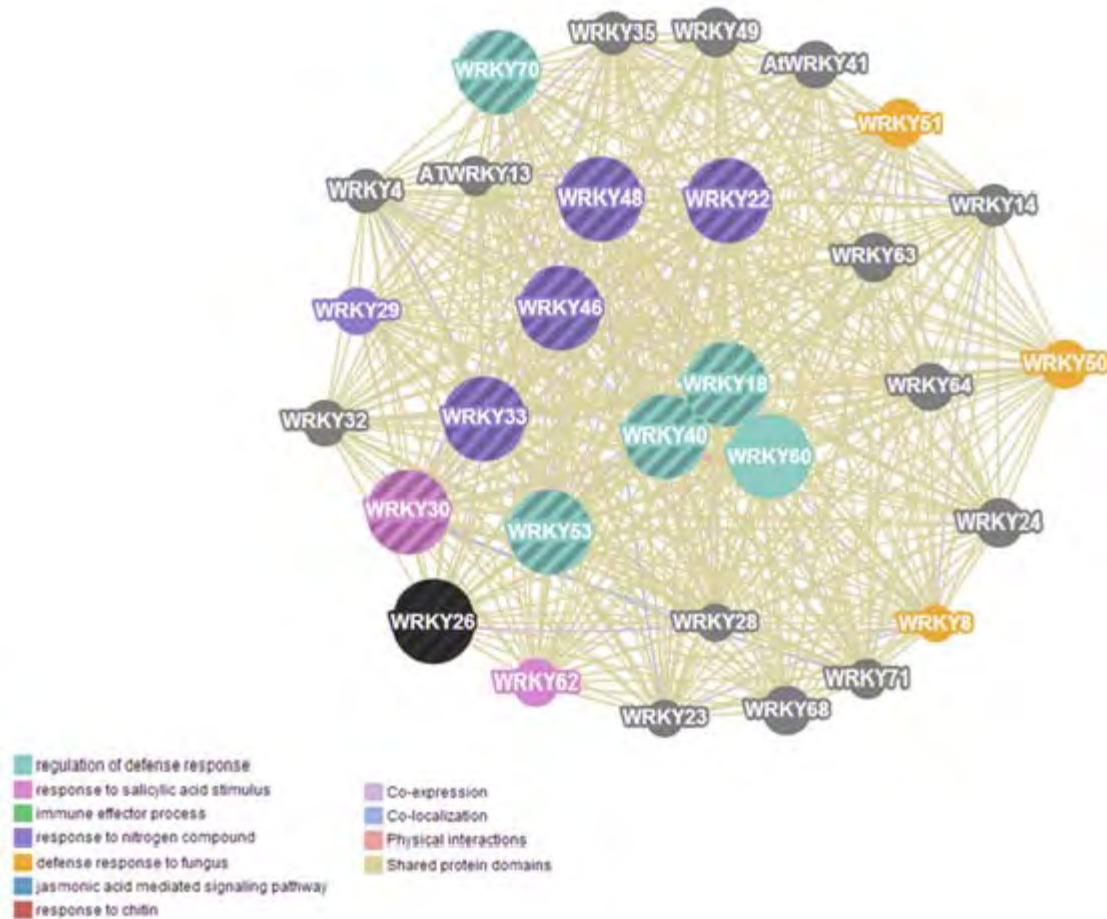 WRKY35
WRKY49
AtWRKY41
WRKY70
WRKY51
ATWRKY13
WRKY4
WRKY48
WRKY22
WRKY14
WRKY63
WRKY29
WRKY46
WRKY50
WRKY18
WRKY64
WRKY33
WRKY32
WRKY40
WRKY60
WRKY30
WRKY53
WRKY24
WRKY26
WRKY28
WRKY8
WRKY62
WRKY71
WRKY23
WRKY68
regulation of defense response
response to salicylic acid stimulus
immune effector process
response to nitrogen compound
defense response to fungus
jasmonic acid mediated signaling pathway
response to chitin
Co-expression
Co-localization
Physical interactions
Shared protein domains